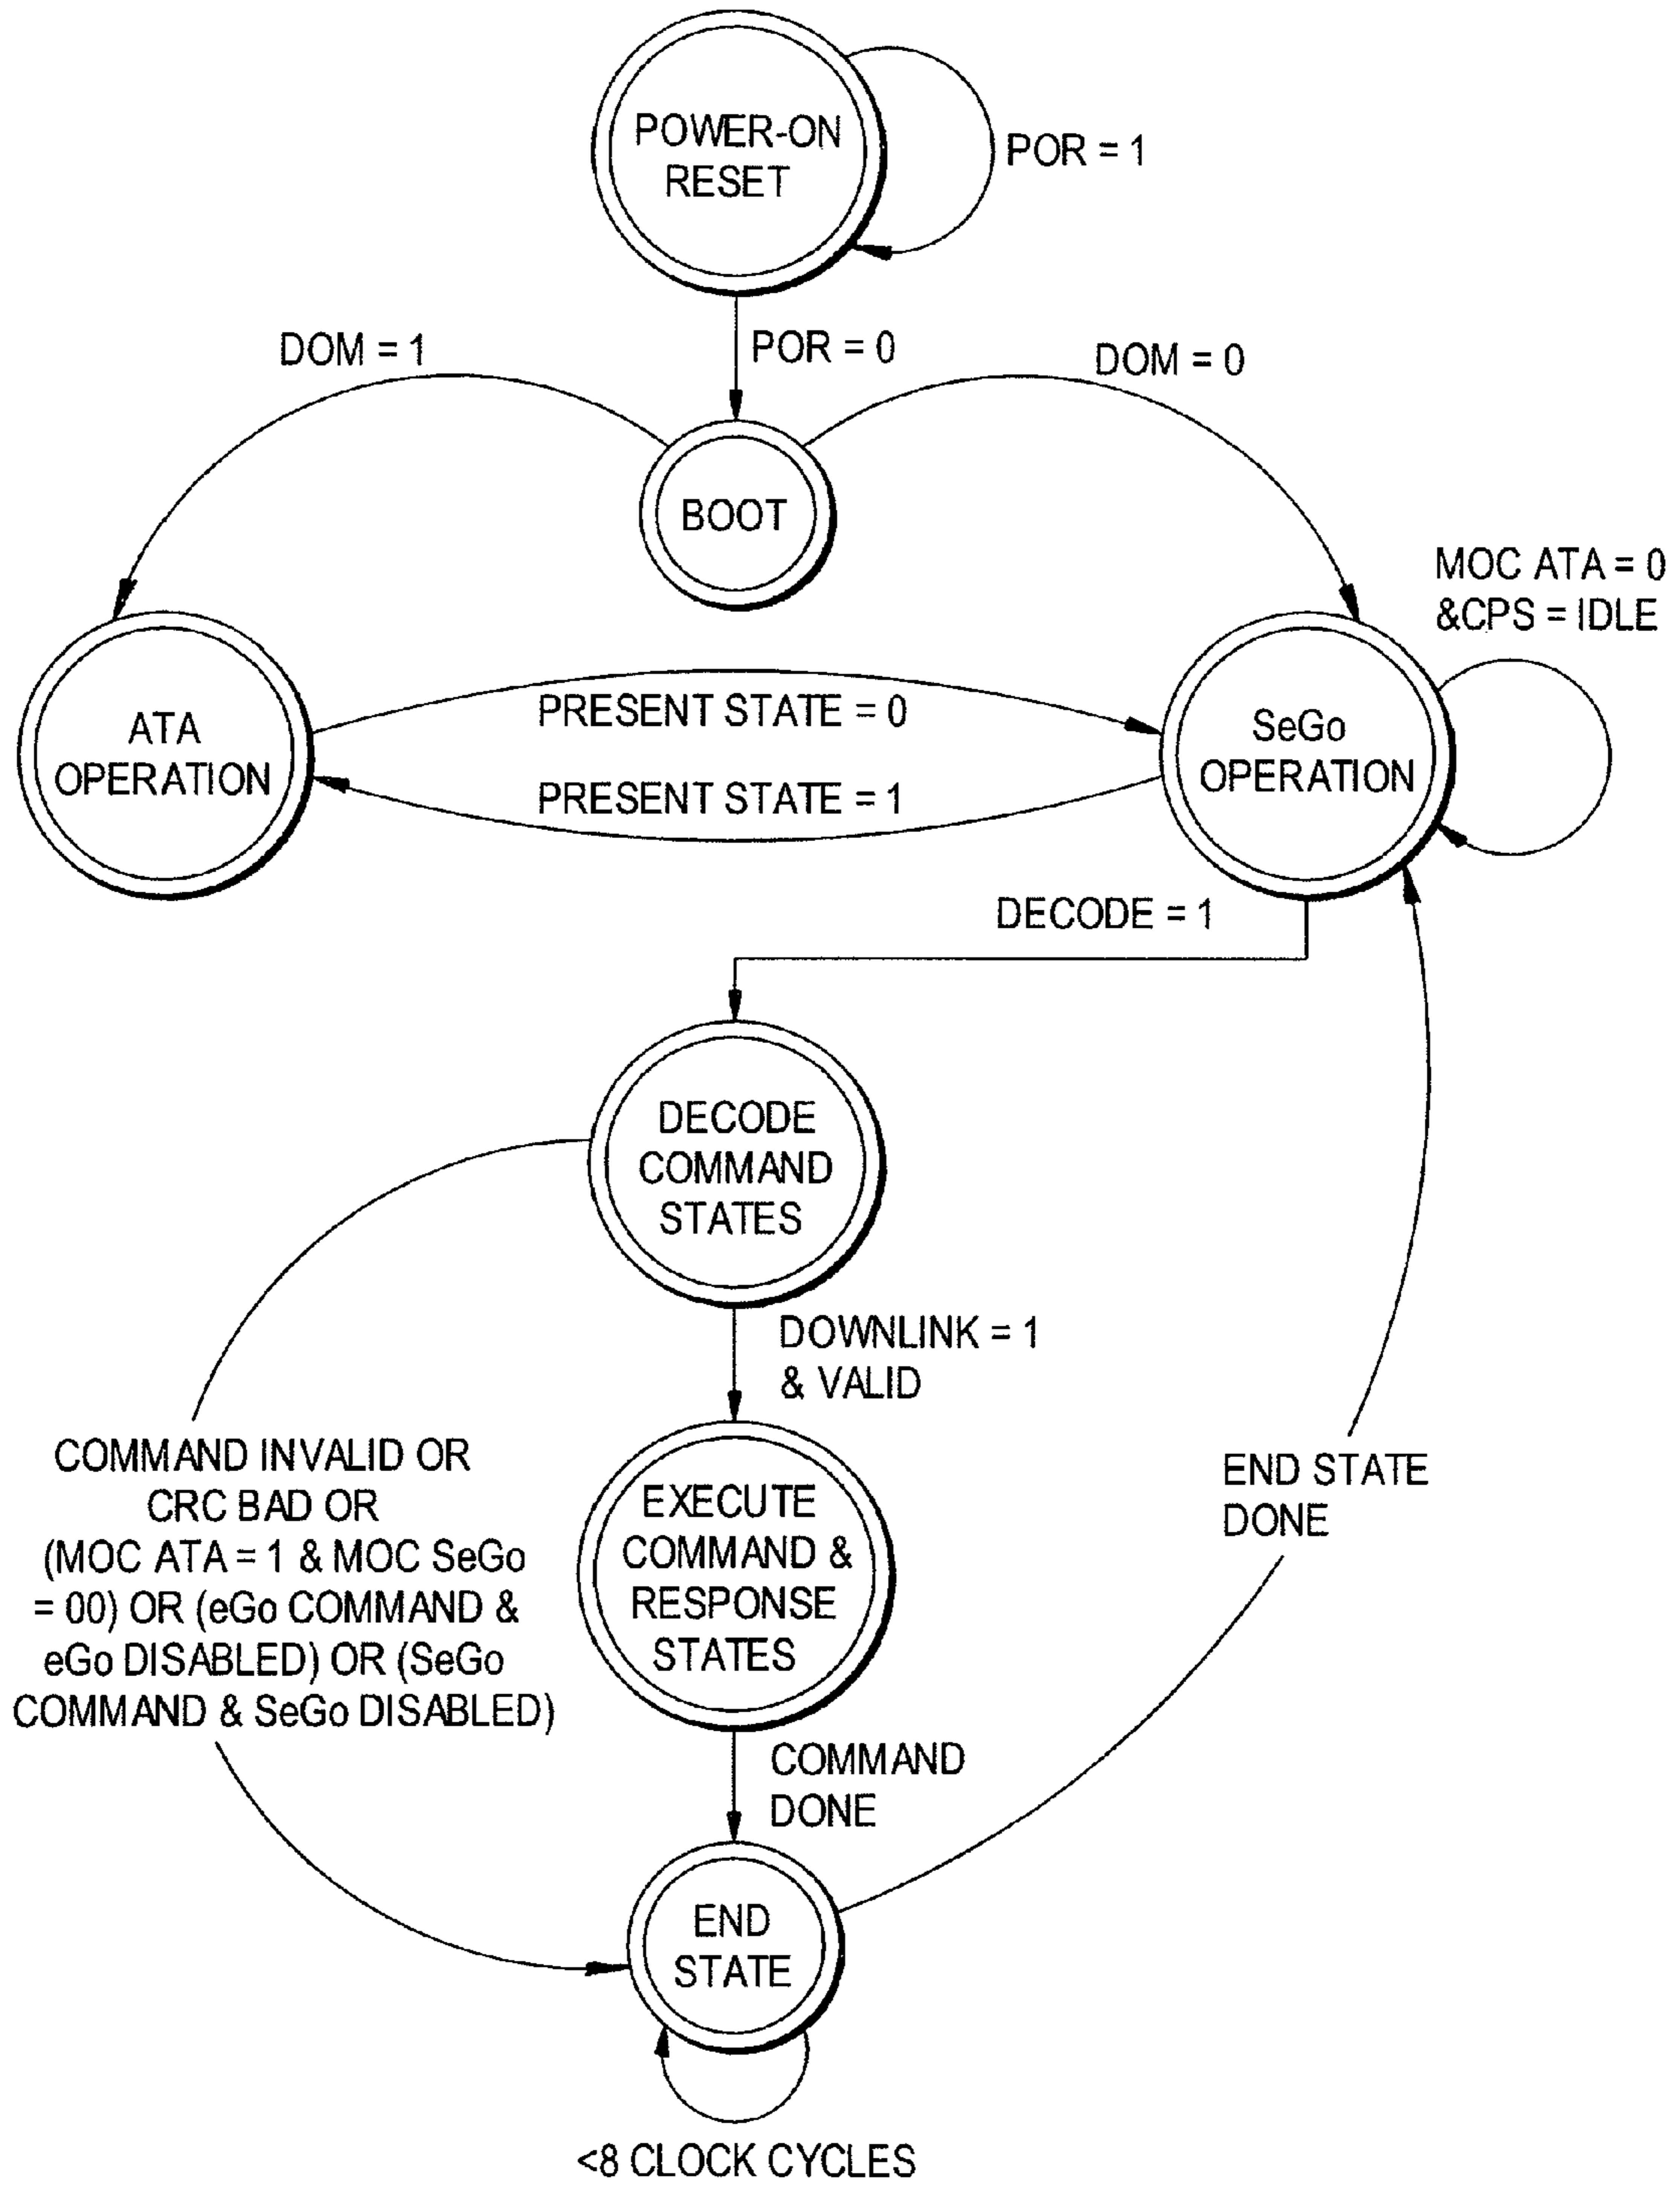 POWER-ON
RESET
POR = 1
DOM = 1
POR = 0
DOM = 0
BOOT
MOC ATA = 0
&CPS = IDLE
ATA
OPERATION
PRESENT STATE = 0
PRESENT STATE = 1
SeGo
OPERATION
DECODE = 1
DECODE
COMMAND
STATES
DOWNLINK = 1
& VALID
COMMAND INVALID OR
CRC BAD OR
(MOC ATA = 1 & MOC SeGo
= 00) OR (eGo COMMAND &
eGo DISABLED) OR (SeGo
COMMAND & SeGo DISABLED)
EXECUTE
COMMAND &
RESPONSE
STATES
END STATE
DONE
COMMAND
DONE
END
STATE
<8 CLOCK CYCLES